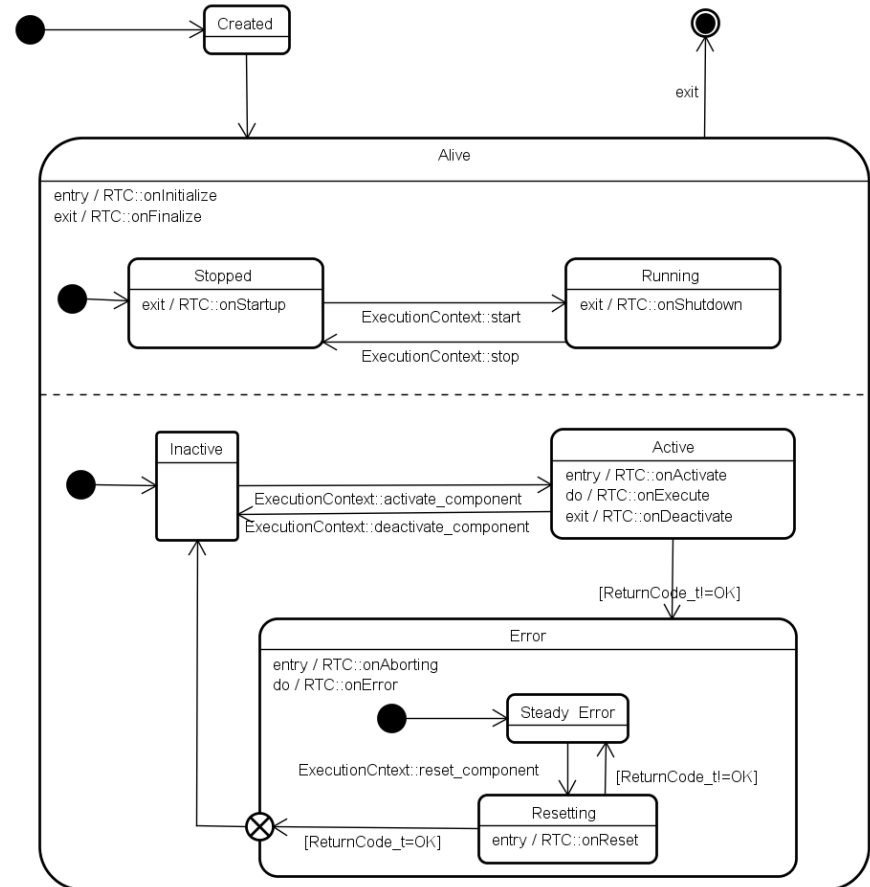 Created
exit
Alive
entry / RTC::onInitialize
exit / RTC::onFinalize
Stopped
exit / RTC::onStartup
Running
exit / RTC::onShutdown
ExecutionContext::start
ExecutionContext::stop
Inactive
Active
entry / RTC::onActivate
do / RTC::onExecute
exit / RTC::onDeactivate
ExecutionContext::activate_component
ExecutionContext::deactivate_component
[ReturnCode_t!=OK]
Error
entry / RTC::onAborting
do / RTC::onError
Steady Error
ExecutionCntext::reset_component
[ReturnCode_t!=OK]
Resetting
entry / RTC::onReset
[ReturnCode_t=OK]